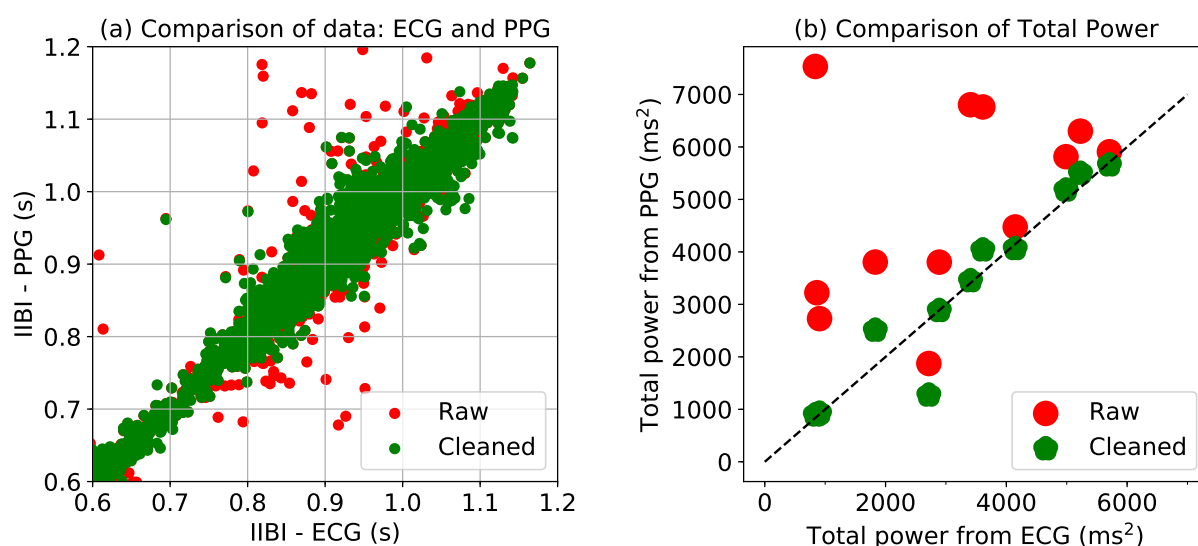 (a) Comparison of data: ECG and PPG
1.2
1.1
1.0
0.9
0.8
0.7
0.6
IIBI - PPG (s)
0.6 0.7 0.8 0.9 1.0 1.1 1.2
IIBI - ECG (s)
Raw
Cleaned
(b) Comparison of Total Power
7000
6000
5000
4000
3000
2000
1000
0
Total power from PPG (ms²)
0 2000 4000 6000
Total power from ECG (ms²)
Raw
Cleaned